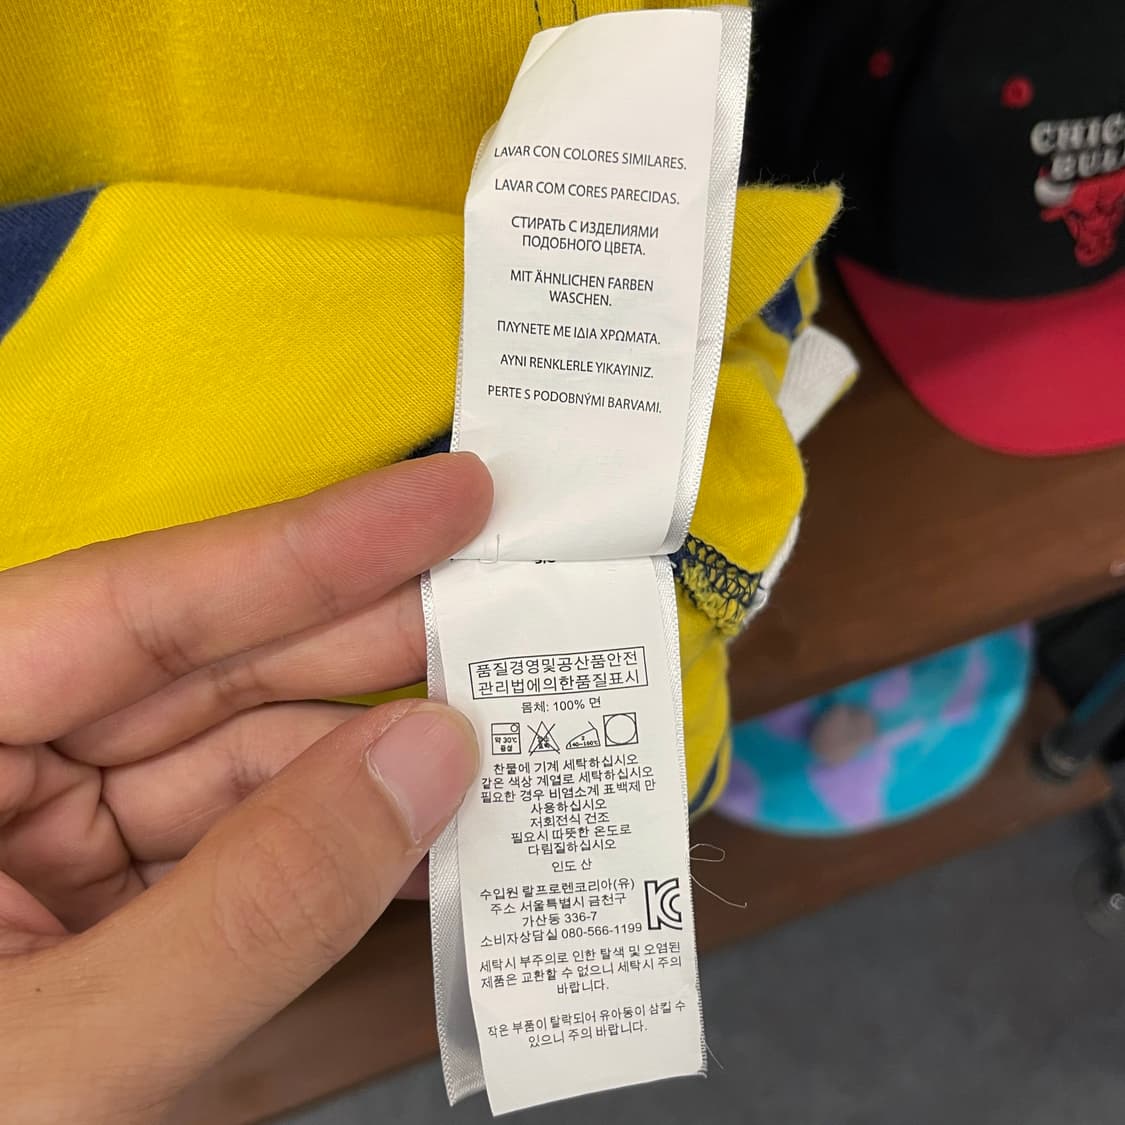 LAVAR CON COLORES SIMILARES.
LAVAR COM CORES PARECIDAS.
СТИРАТЬ С ИЗДЕЛИЯМИ
ПОДОБНОГО ЦВЕТА.
MIT ÄHNLICHEN FARBEN
WASCHEN.
ΠΛΥΝΕΤΕ ΜΕ ΙΔΙΑ ΧΡΩΜΑΤΑ.
AYNI RENKLERLE YIKAYINIZ.
PERTE S PODOBNÝMI BARVAMI.
품질경영및공산품안전
관리법에의한품질표시
몸체: 100% 면
약 30℃
중성
140~160℃
찬물에 기계 세탁하십시오
같은 색상 계열로 세탁하십시오
필요한 경우 비염소계 표백제 만
사용하십시오
저회전식 건조
필요시 따뜻한 온도로
다림질하십시오
인도 산
수입원 랄프로렌코리아(유)
주소 서울특별시 금천구
가산동 336-7
소비자상담실 080-566-1199
세탁시 부주의로 인한 탈색 및 오염된
제품은 교환할 수 없으니 세탁시 주의
바랍니다.
작은 부품이 탈락되어 유아동이 삼킬 수
있으니 주의 바랍니다.